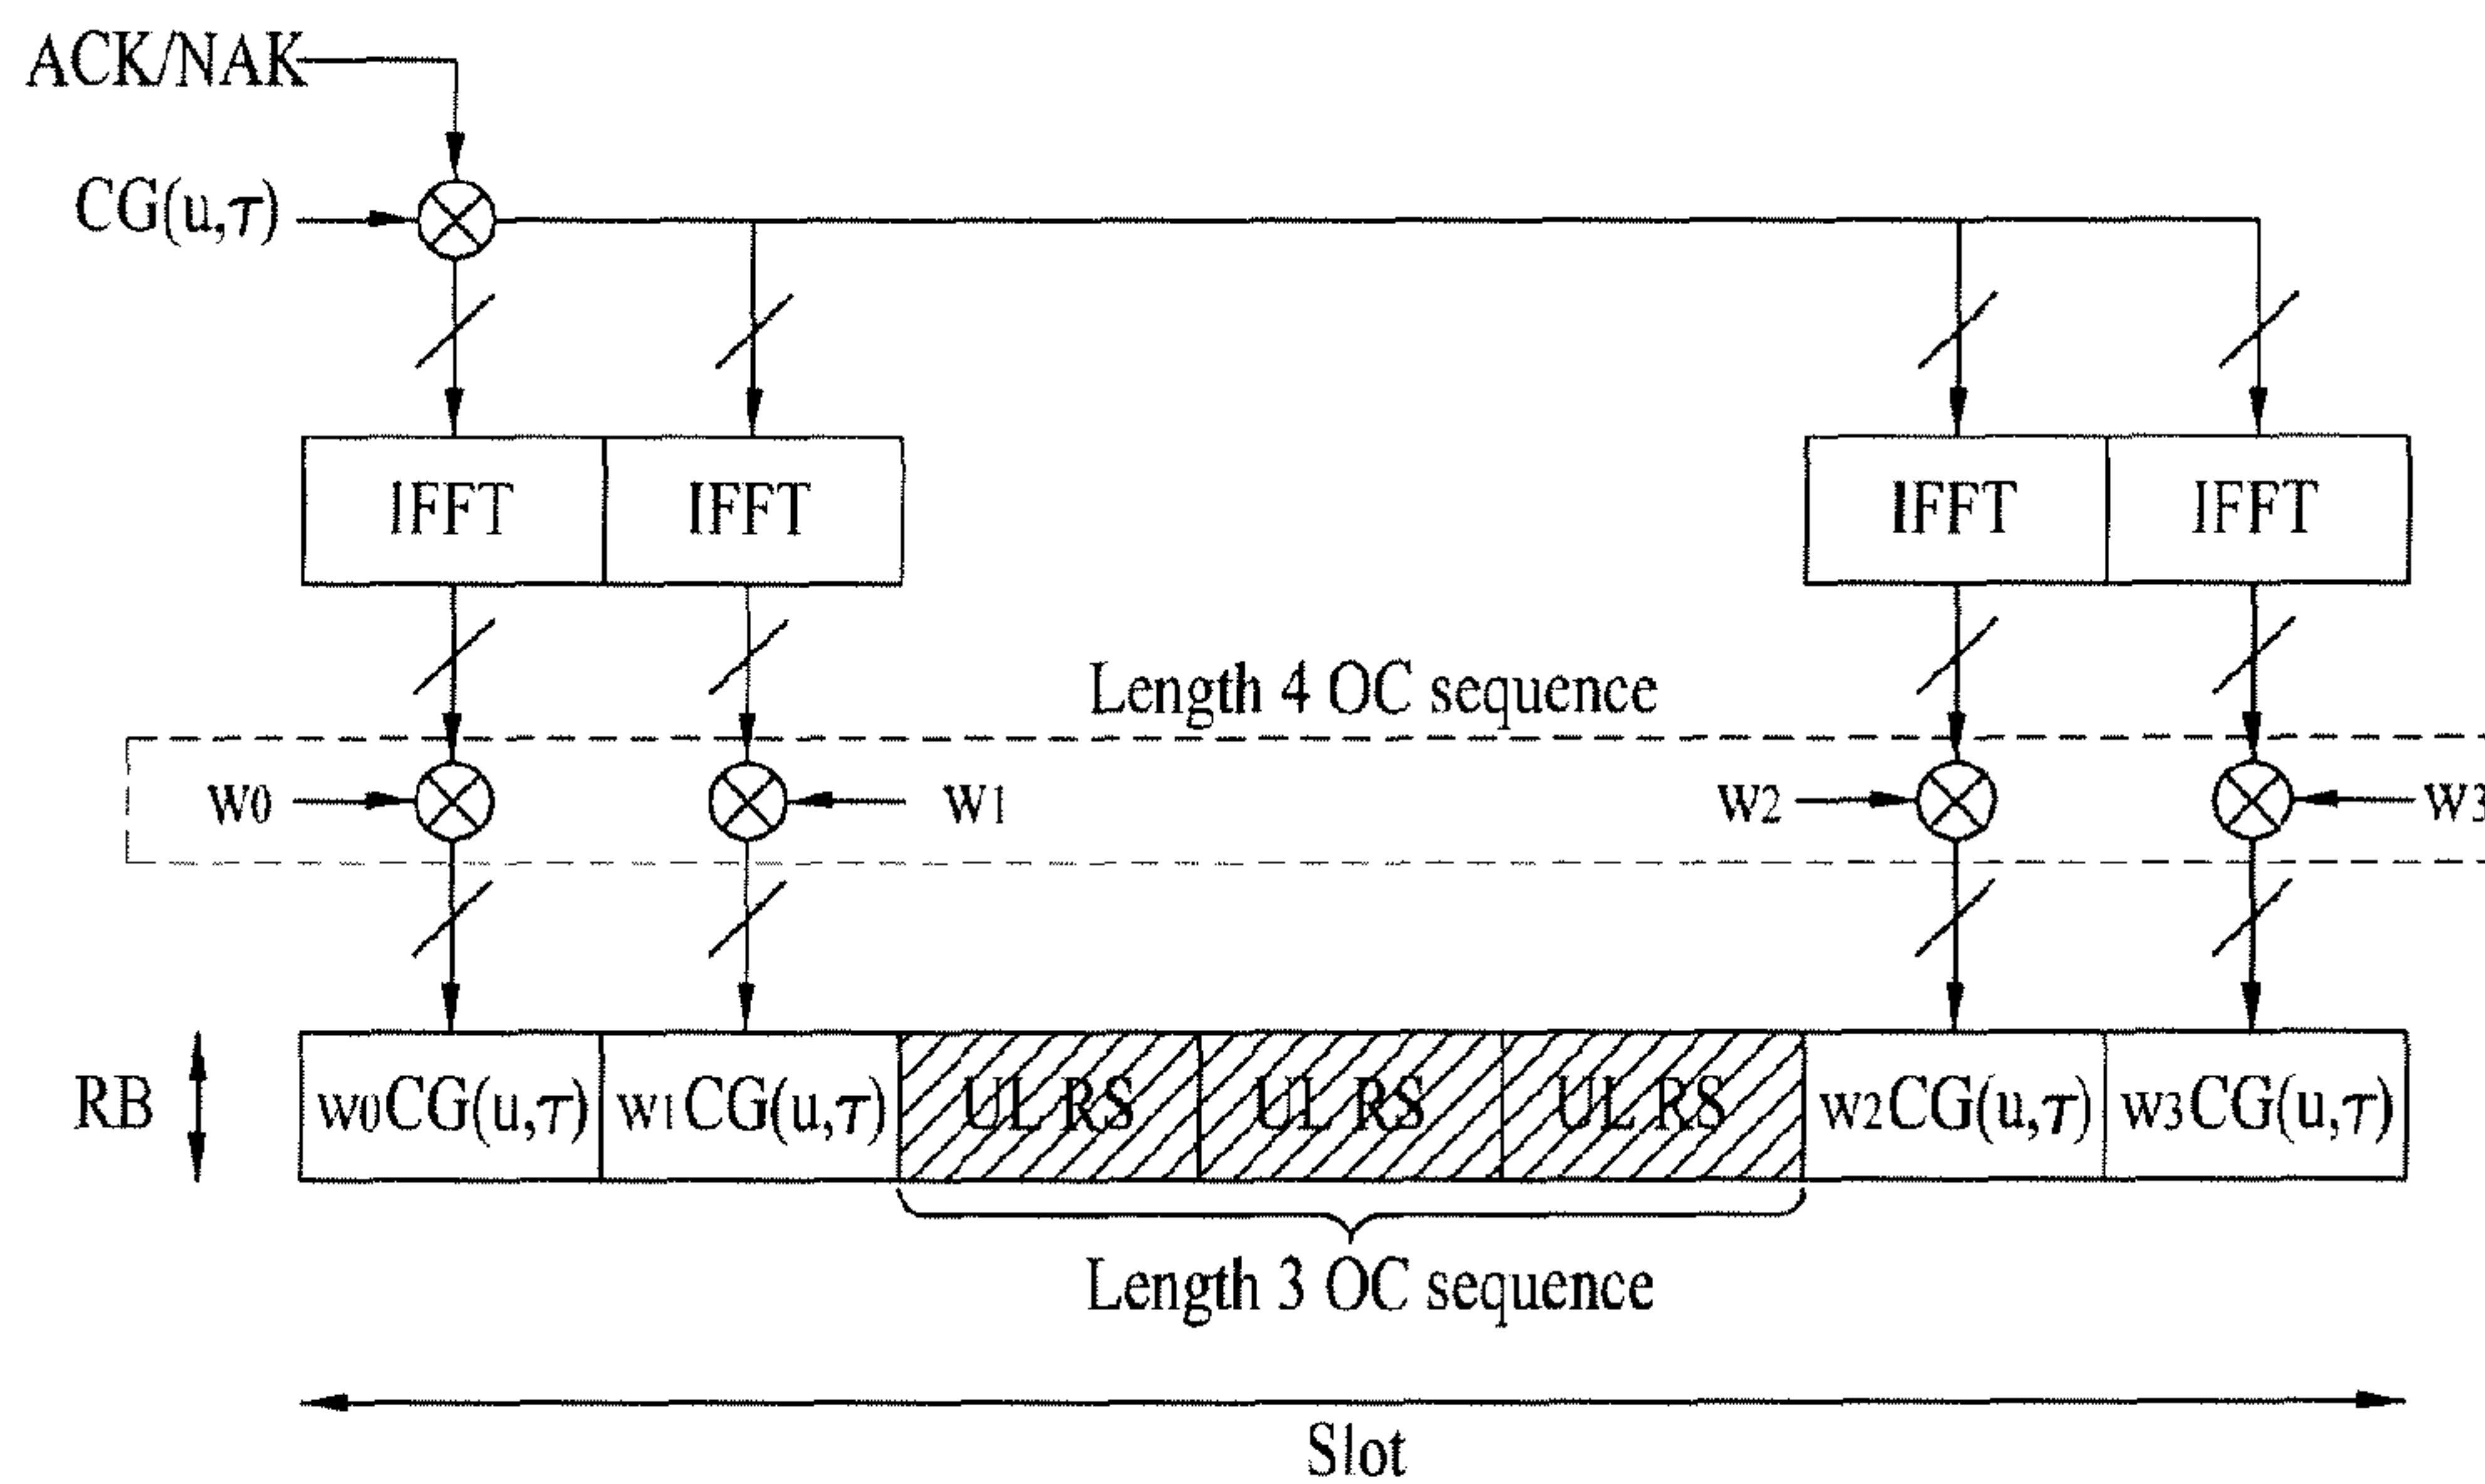 ACK/NAK
CG(u,τ)
IFFT IFFT IFFT IFFT
Length 4 OC sequence
w0 w1 w2 w3
RB w0CG(u,τ) w1CG(u,τ) UL RS UL RS UL RS w2CG(u,τ) w3CG(u,τ)
Length 3 OC sequence
Slot